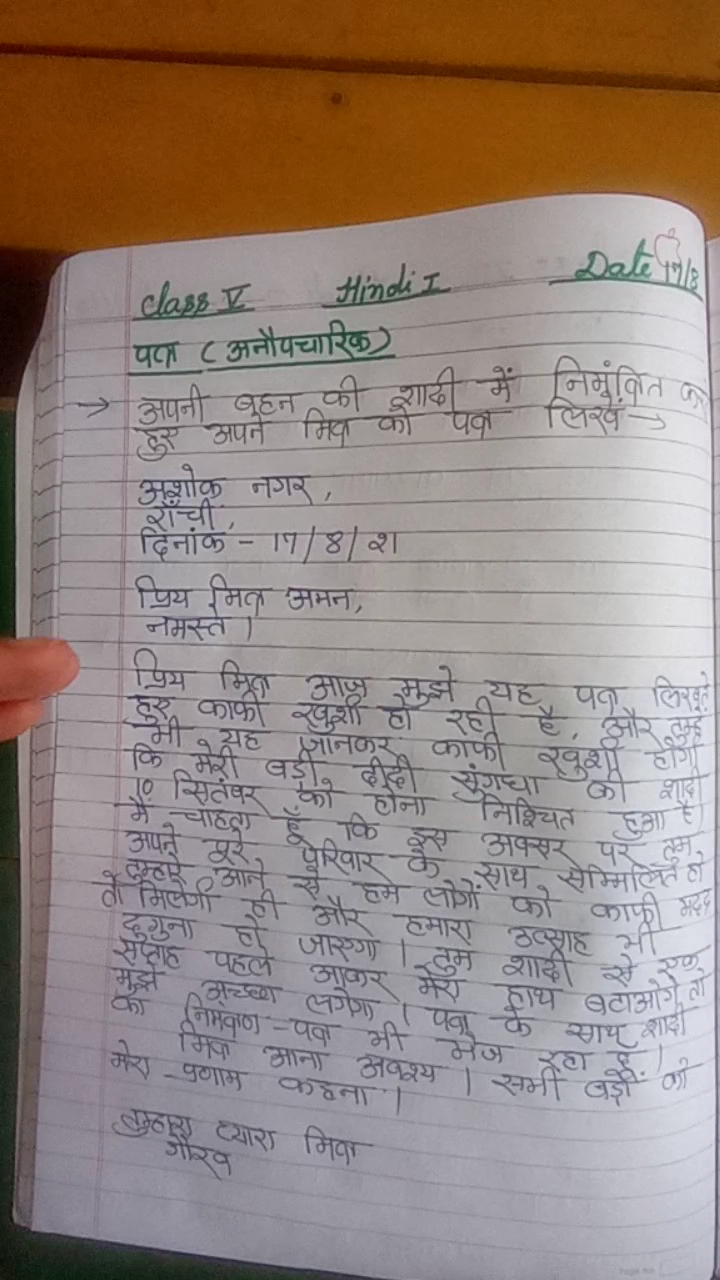 Class V Hindi I Date 17/8
पत्र (अनौपचारिक)
→ अपनी बहन की शादी में निमंत्रित
हुए अपने मित्र को पत्र लिखें →
अशोक नगर,
राँची,
दिनांक - 17/8/21
प्रिय मित्र अमन,
नमस्ते ।
प्रिय मित्र आज मुझे यह पत्र लिखते
हुए काफी खुशी हो रही है, और तुम्हें
भी यह जानकर काफी खुशी होगी
कि मेरी बड़ी दीदी सुंगधा की शादी
10 सितंबर को होना निश्चित हुआ है।
मैं चाहता हूँ कि इस अवसर पर तुम
अपने पूरे परिवार के साथ सम्मिलित हो
तुम्हारे आने से हम लोगों को काफी मदद
तो मिलेगी ही और हमारा उत्साह भी
दुगुना हो जाएगा । तुम शादी से एक
सप्ताह पहले आकर मेरा हाथ बटाओगे तो
मुझे अच्छा लगेगा । पत्र के साथ शादी
का निमंत्रण-पत्र भी भेज रहा हूँ ।
मित्र आना अवश्य । सभी बड़ों को
मेरा प्रणाम कहना ।
तुम्हारा प्यारा मित्र
गौरव